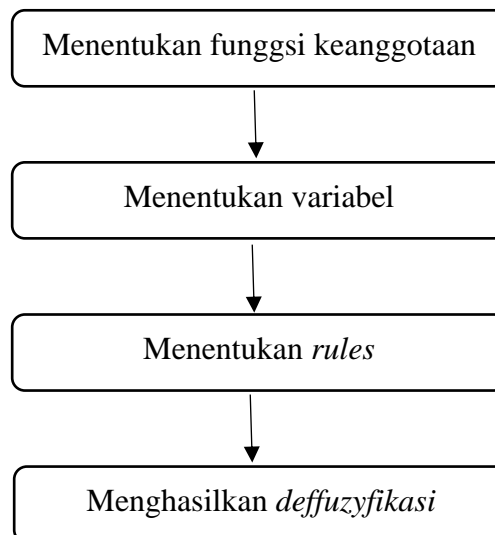 Menentukan funggsi keanggotaan
Menentukan variabel
Menentukan rules
Menghasilkan deffuzyfikasi